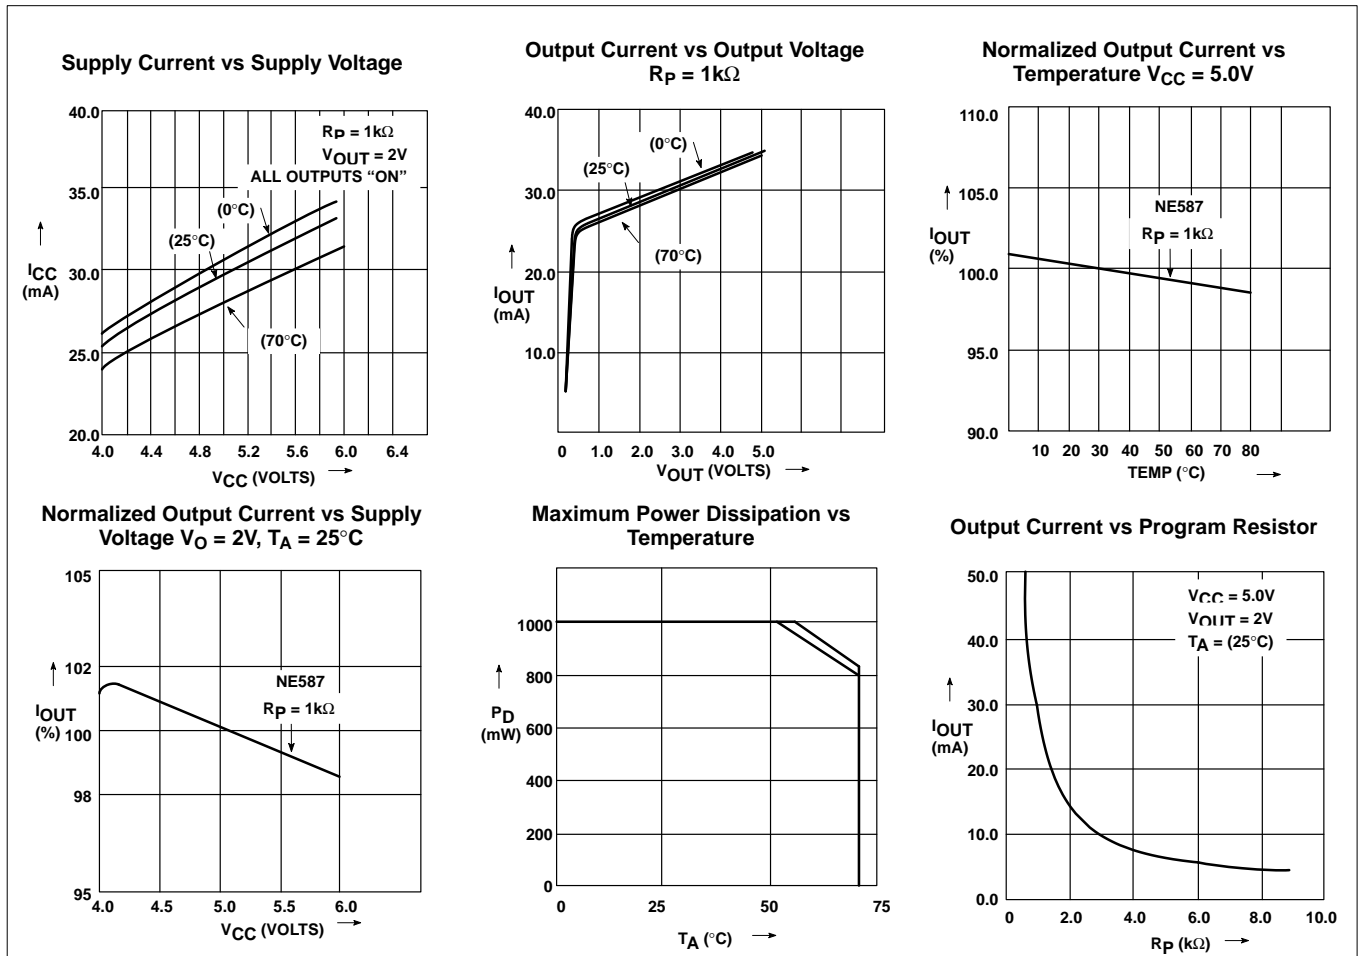 Supply Current vs Supply Voltage
40.0
35.0
30.0
25.0
20.0
ICC
(mA)
RP = 1kΩ
VOUT = 2V
ALL OUTPUTS “ON”
(0°C)
(25°C)
(70°C)
4.0 4.4 4.8 5.2 5.6 6.0 6.4
VCC (VOLTS)
Output Current vs Output Voltage
RP = 1kΩ
40.0
30.0
20.0
10.0
IOUT
(mA)
(0°C)
(25°C)
(70°C)
0 1.0 2.0 3.0 4.0 5.0
VOUT (VOLTS)
Normalized Output Current vs
Temperature VCC = 5.0V
110.0
105.0
100.0
95.0
90.0
IOUT
(%)
NE587
RP = 1kΩ
10 20 30 40 50 60 70 80
TEMP (°C)
Normalized Output Current vs Supply
Voltage VO = 2V, TA = 25°C
105
102
100
98
95
IOUT
(%)
NE587
RP = 1kΩ
4.0 4.5 5.0 5.5 6.0
VCC (VOLTS)
Maximum Power Dissipation vs
Temperature
1000
800
600
400
200
0
PD
(mW)
0 25 50 75
TA (°C)
Output Current vs Program Resistor
50.0
40.0
30.0
20.0
10.0
0.0
IOUT
(mA)
VCC = 5.0V
VOUT = 2V
TA = (25°C)
0 2.0 4.0 6.0 8.0 10.0
RP (kΩ)